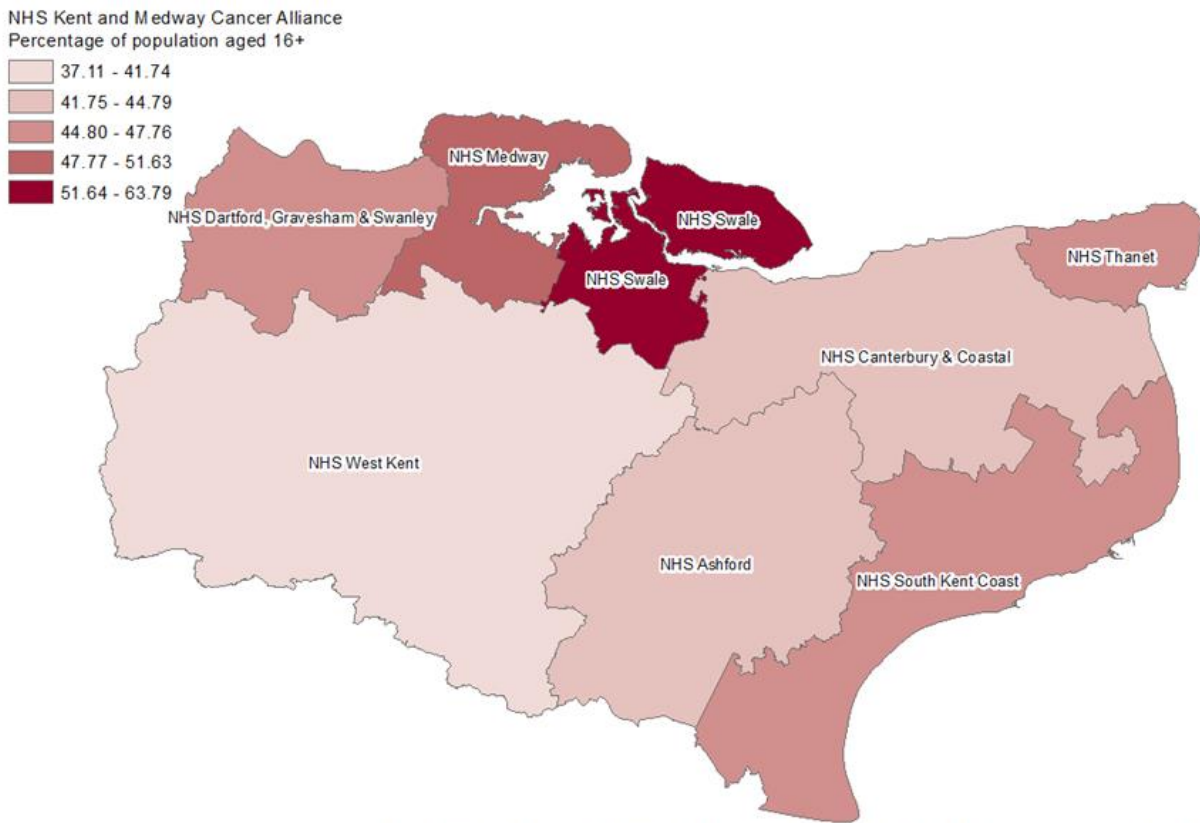 NHS Kent and Medway Cancer Alliance
Percentage of population aged 16+
37.11 - 41.74
41.75 - 44.79
44.80 - 47.76
47.77 - 51.63
51.64 - 63.79
NHS Medway
NHS Dartford, Gravesham & Swanley
NHS Swale
NHS Thanet
NHS Swale
NHS Canterbury & Coastal
NHS West Kent
NHS Ashford
NHS South Kent Coast